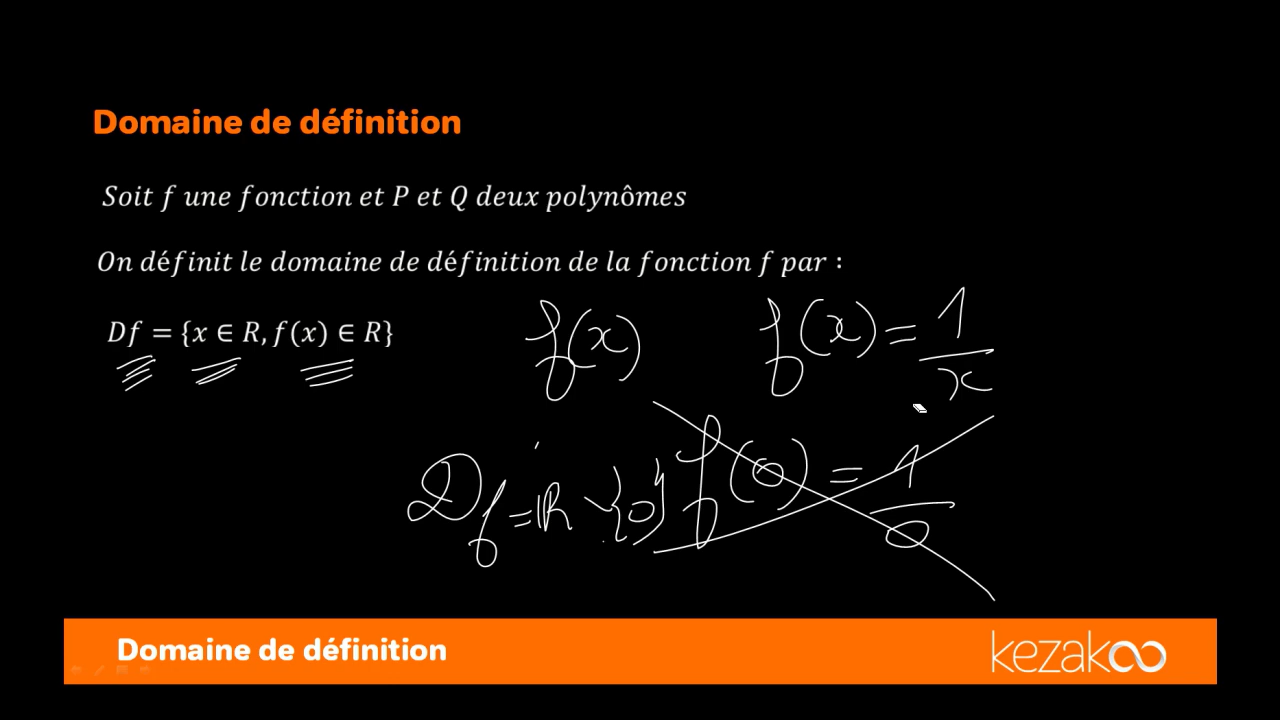 Domaine de définition
Soit f une fonction et P et Q deux polynômes
On définit le domaine de définition de la fonction f par :
Df = {x ∈ R, f(x) ∈ R}
f(x)
f(x) = 1/x
Df = ℝ \ {0}
f(0) = 1/0
Domaine de définition
kezakoo